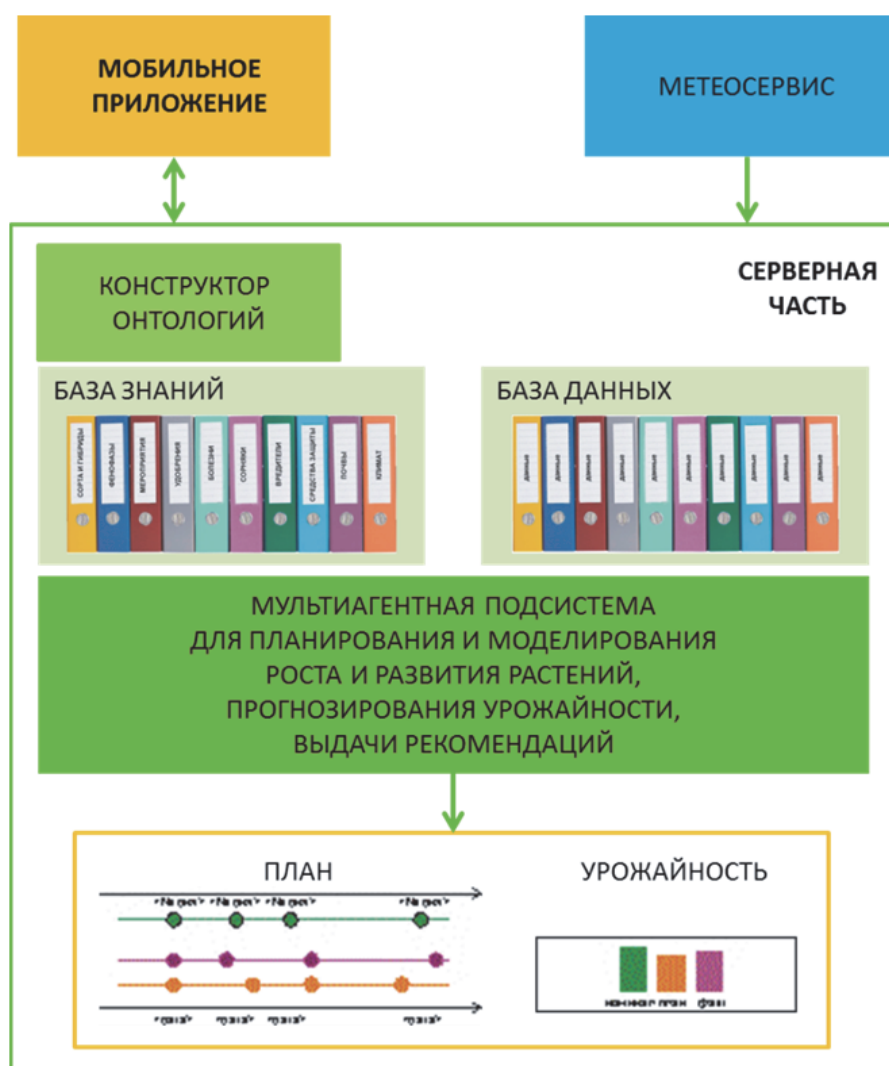 МОБИЛЬНОЕ
ПРИЛОЖЕНИЕ
МЕТЕОСЕРВИС
КОНСТРУКТОР
ОНТОЛОГИЙ
СЕРВЕРНАЯ
ЧАСТЬ
БАЗА ЗНАНИЙ
СОРТА И ГИБРИДЫ
ФЕНОФАЗЫ
МЕРОПРИЯТИЯ
УДОБРЕНИЯ
БОЛЕЗНИ
СОРНЯКИ
ВРЕДИТЕЛИ
СРЕДСТВА ЗАЩИТЫ
ПОЧВЫ
КЛИМАТ
БАЗА ДАННЫХ
данные
данные
данные
данные
данные
данные
данные
данные
данные
данные
МУЛЬТИАГЕНТНАЯ ПОДСИСТЕМА
ДЛЯ ПЛАНИРОВАНИЯ И МОДЕЛИРОВАНИЯ
РОСТА И РАЗВИТИЯ РАСТЕНИЙ,
ПРОГНОЗИРОВАНИЯ УРОЖАЙНОСТИ,
ВЫДАЧИ РЕКОМЕНДАЦИЙ
ПЛАН
УРОЖАЙНОСТЬ
план